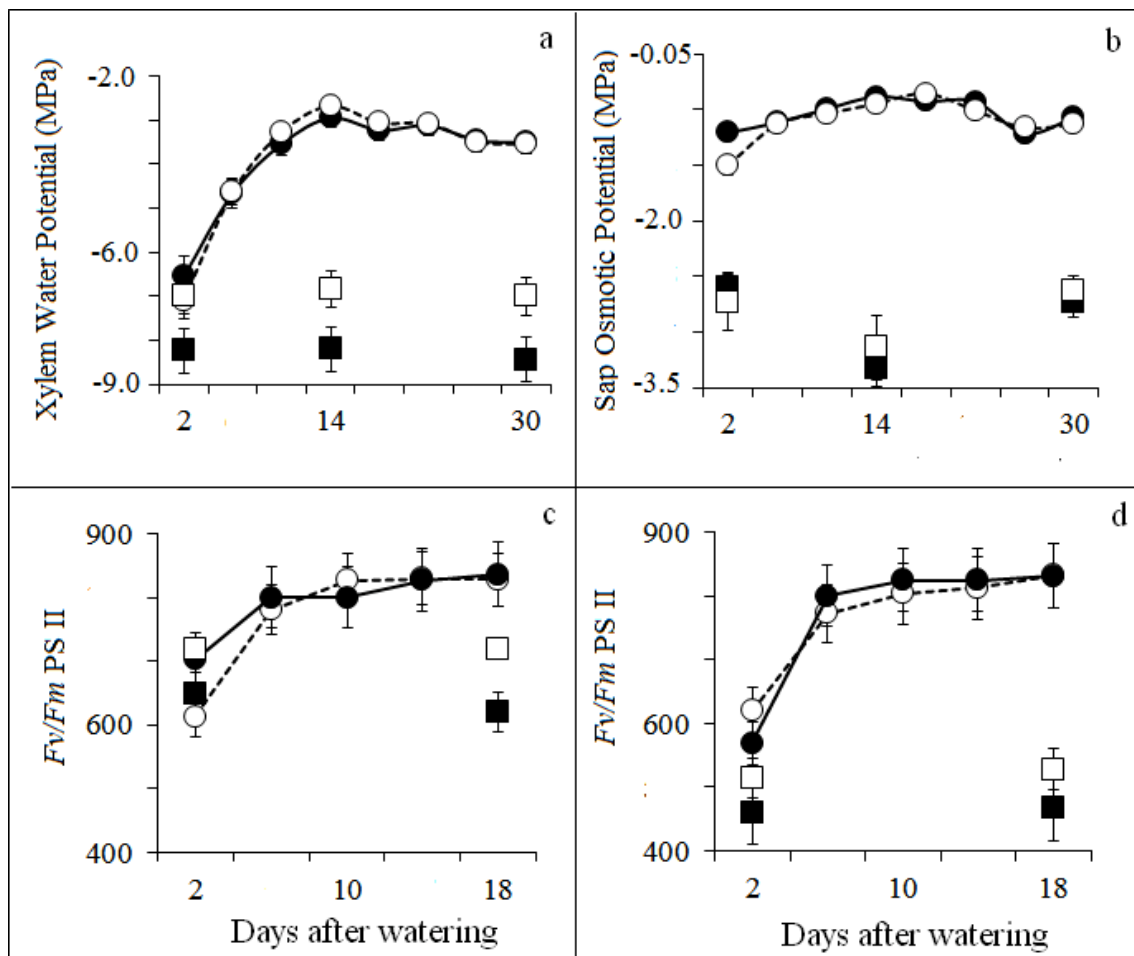 a
Xylem Water Potential (MPa)
-2.0
-6.0
-9.0
2 14 30
b
Sap Osmotic Potential (MPa)
-0.05
-2.0
-3.5
2 14 30
c
Fv/Fm PS II
900
600
400
2 10 18
Days after watering
d
Fv/Fm PS II
900
600
400
2 10 18
Days after watering